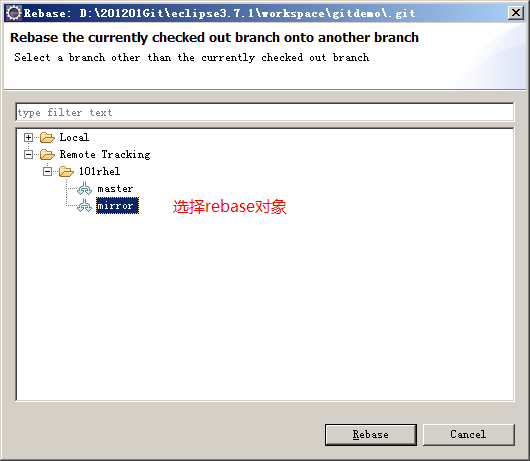 Rebase: D:\201201Git\eclipse3.7.1\workspace\gitdemo\.git
Rebase the currently checked out branch onto another branch
Select a branch other than the currently checked out branch
type filter text
Local
Remote Tracking
101rhel
master
mirror
选择rebase对象
Rebase
Cancel